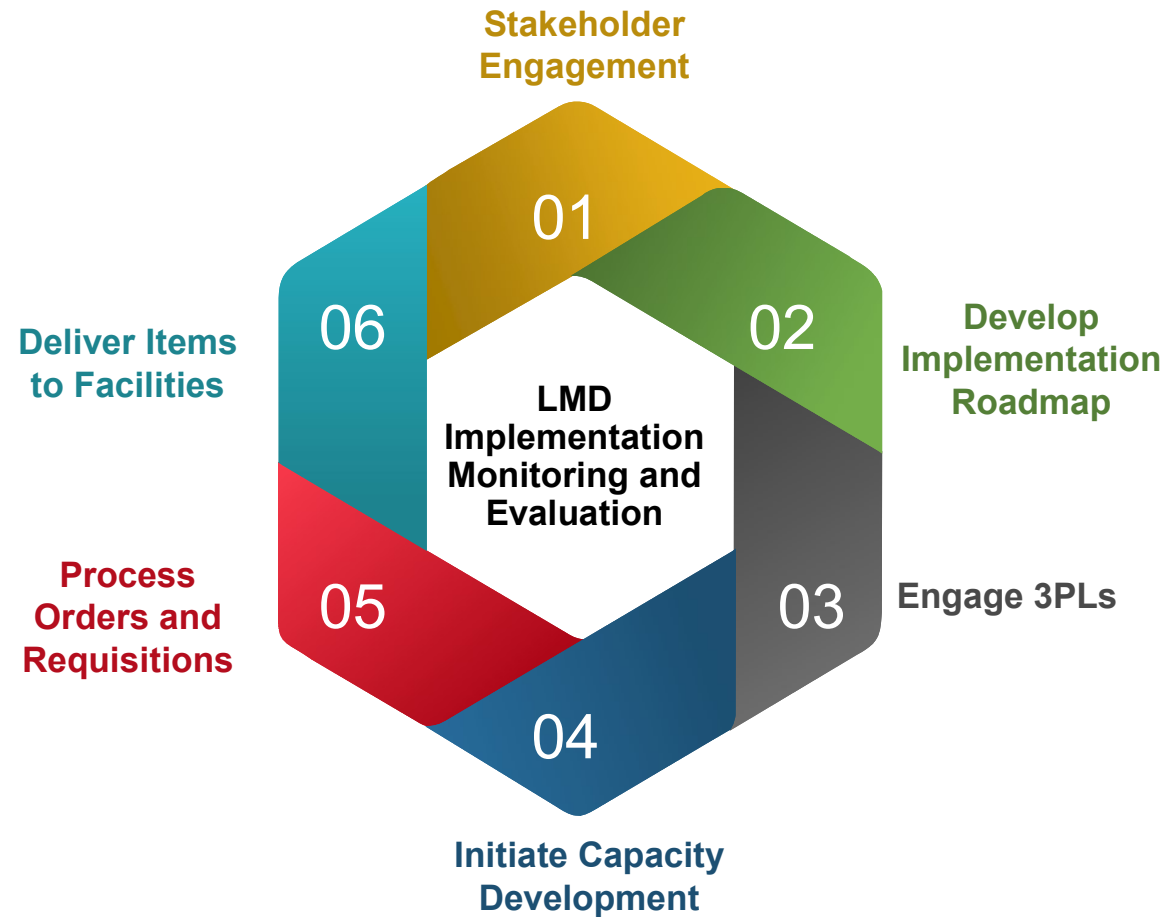 Stakeholder
Engagement
01
02
Develop
Implementation
Roadmap
03
Engage 3PLs
04
Initiate Capacity
Development
05
Process
Orders and
Requisitions
06
Deliver Items
to Facilities
LMD
Implementation
Monitoring and
Evaluation